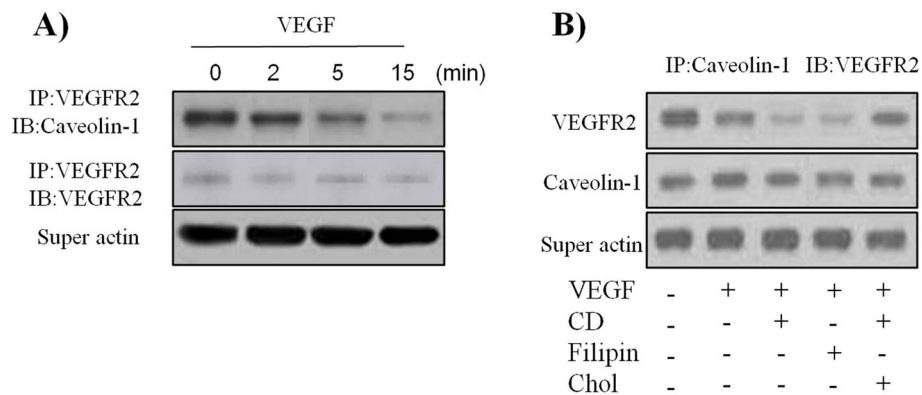 A)
VEGF
0 2 5 15 (min)
IP:VEGFR2
IB:Caveolin-1
IP:VEGFR2
IB:VEGFR2
Super actin
B)
IP:Caveolin-1 IB:VEGFR2
VEGFR2
Caveolin-1
Super actin
VEGF - + + + +
CD - - + - +
Filipin - - - + -
Chol - - - - +